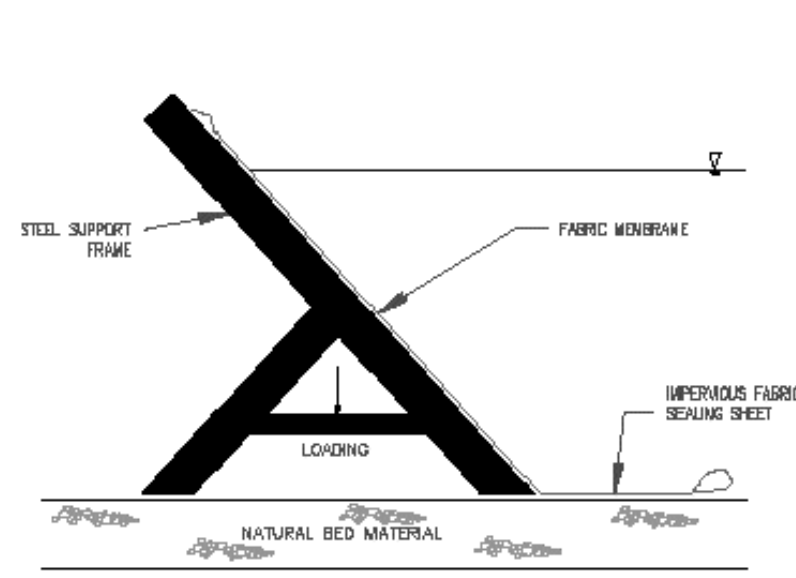 STEEL SUPPORT
FRAME
FABRIC MENBRANE
IMPERVIOUS FABRIC
SEALING SHEET
LOADING
NATURAL BED MATERIAL